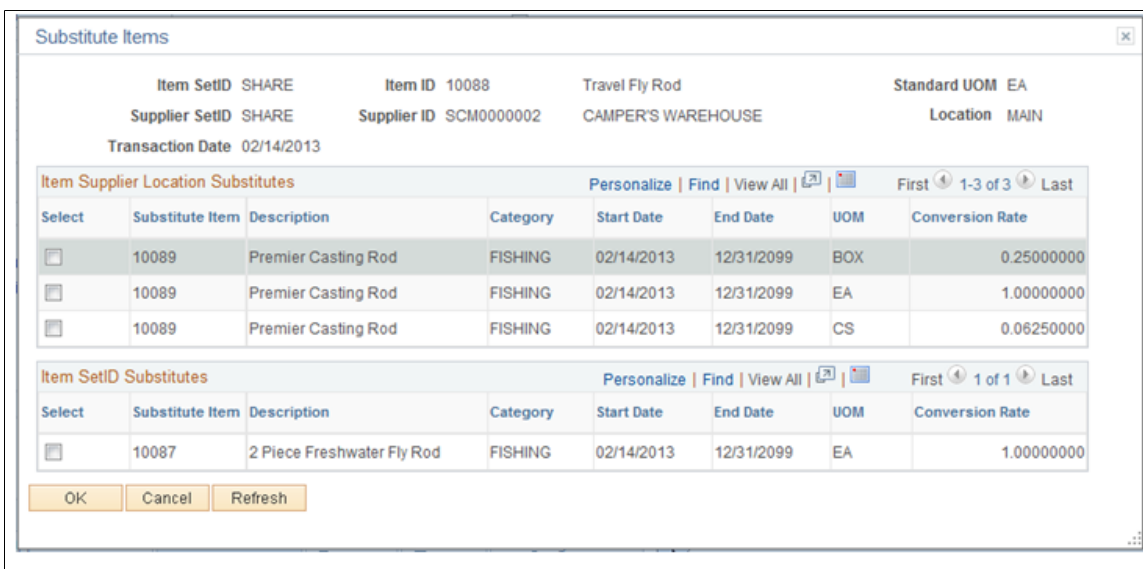 Substitute Items
Item SetID SHARE Item ID 10088 Travel Fly Rod Standard UOM EA
Supplier SetID SHARE Supplier ID SCM0000002 CAMPER'S WAREHOUSE Location MAIN
Transaction Date 02/14/2013
Item Supplier Location Substitutes Personalize | Find | View All | | First 1-3 of 3 Last
Select Substitute Item Description Category Start Date End Date UOM Conversion Rate
10089 Premier Casting Rod FISHING 02/14/2013 12/31/2099 BOX 0.25000000
10089 Premier Casting Rod FISHING 02/14/2013 12/31/2099 EA 1.00000000
10089 Premier Casting Rod FISHING 02/14/2013 12/31/2099 CS 0.06250000
Item SetID Substitutes Personalize | Find | View All | | First 1 of 1 Last
Select Substitute Item Description Category Start Date End Date UOM Conversion Rate
10087 2 Piece Freshwater Fly Rod FISHING 02/14/2013 12/31/2099 EA 1.00000000
OK Cancel Refresh